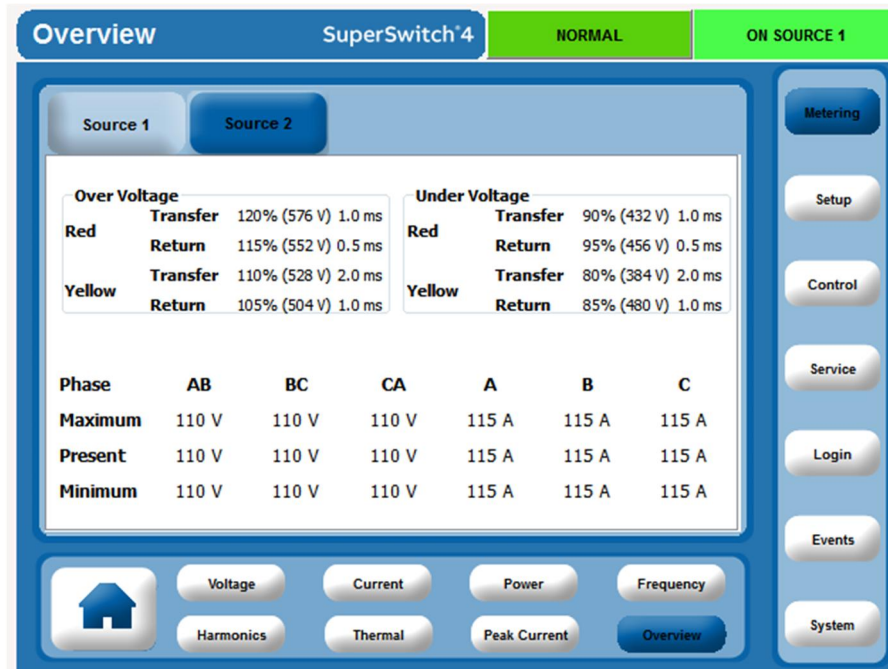 Overview SuperSwitch®4 NORMAL ON SOURCE 1
Source 1 Source 2
Over Voltage
Red Transfer 120% (576 V) 1.0 ms
Return 115% (552 V) 0.5 ms
Yellow Transfer 110% (528 V) 2.0 ms
Return 105% (504 V) 1.0 ms
Under Voltage
Red Transfer 90% (432 V) 1.0 ms
Return 95% (456 V) 0.5 ms
Yellow Transfer 80% (384 V) 2.0 ms
Return 85% (480 V) 1.0 ms
Phase AB BC CA A B C
Maximum 110 V 110 V 110 V 115 A 115 A 115 A
Present 110 V 110 V 110 V 115 A 115 A 115 A
Minimum 110 V 110 V 110 V 115 A 115 A 115 A
Voltage Current Power Frequency
Harmonics Thermal Peak Current Overview
Metering
Setup
Control
Service
Login
Events
System